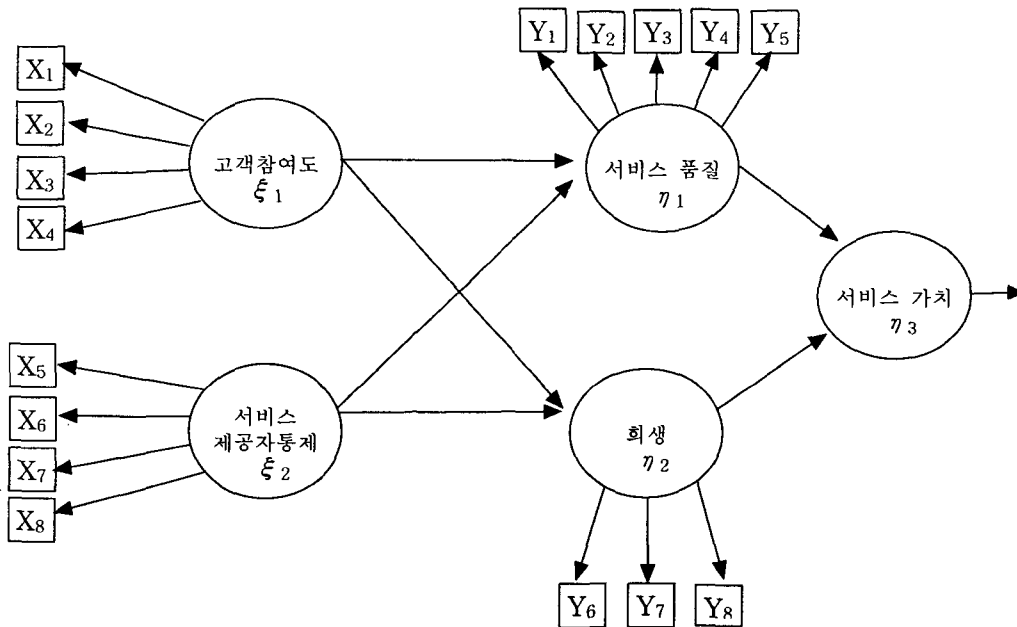 X1
X2
X3
X4
고객참여도
ξ1
Y1 Y2 Y3 Y4 Y5
서비스 품질
η1
서비스 가치
η3
X5
X6
X7
X8
서비스
제공자통제
ξ2
희생
η2
Y6 Y7 Y8